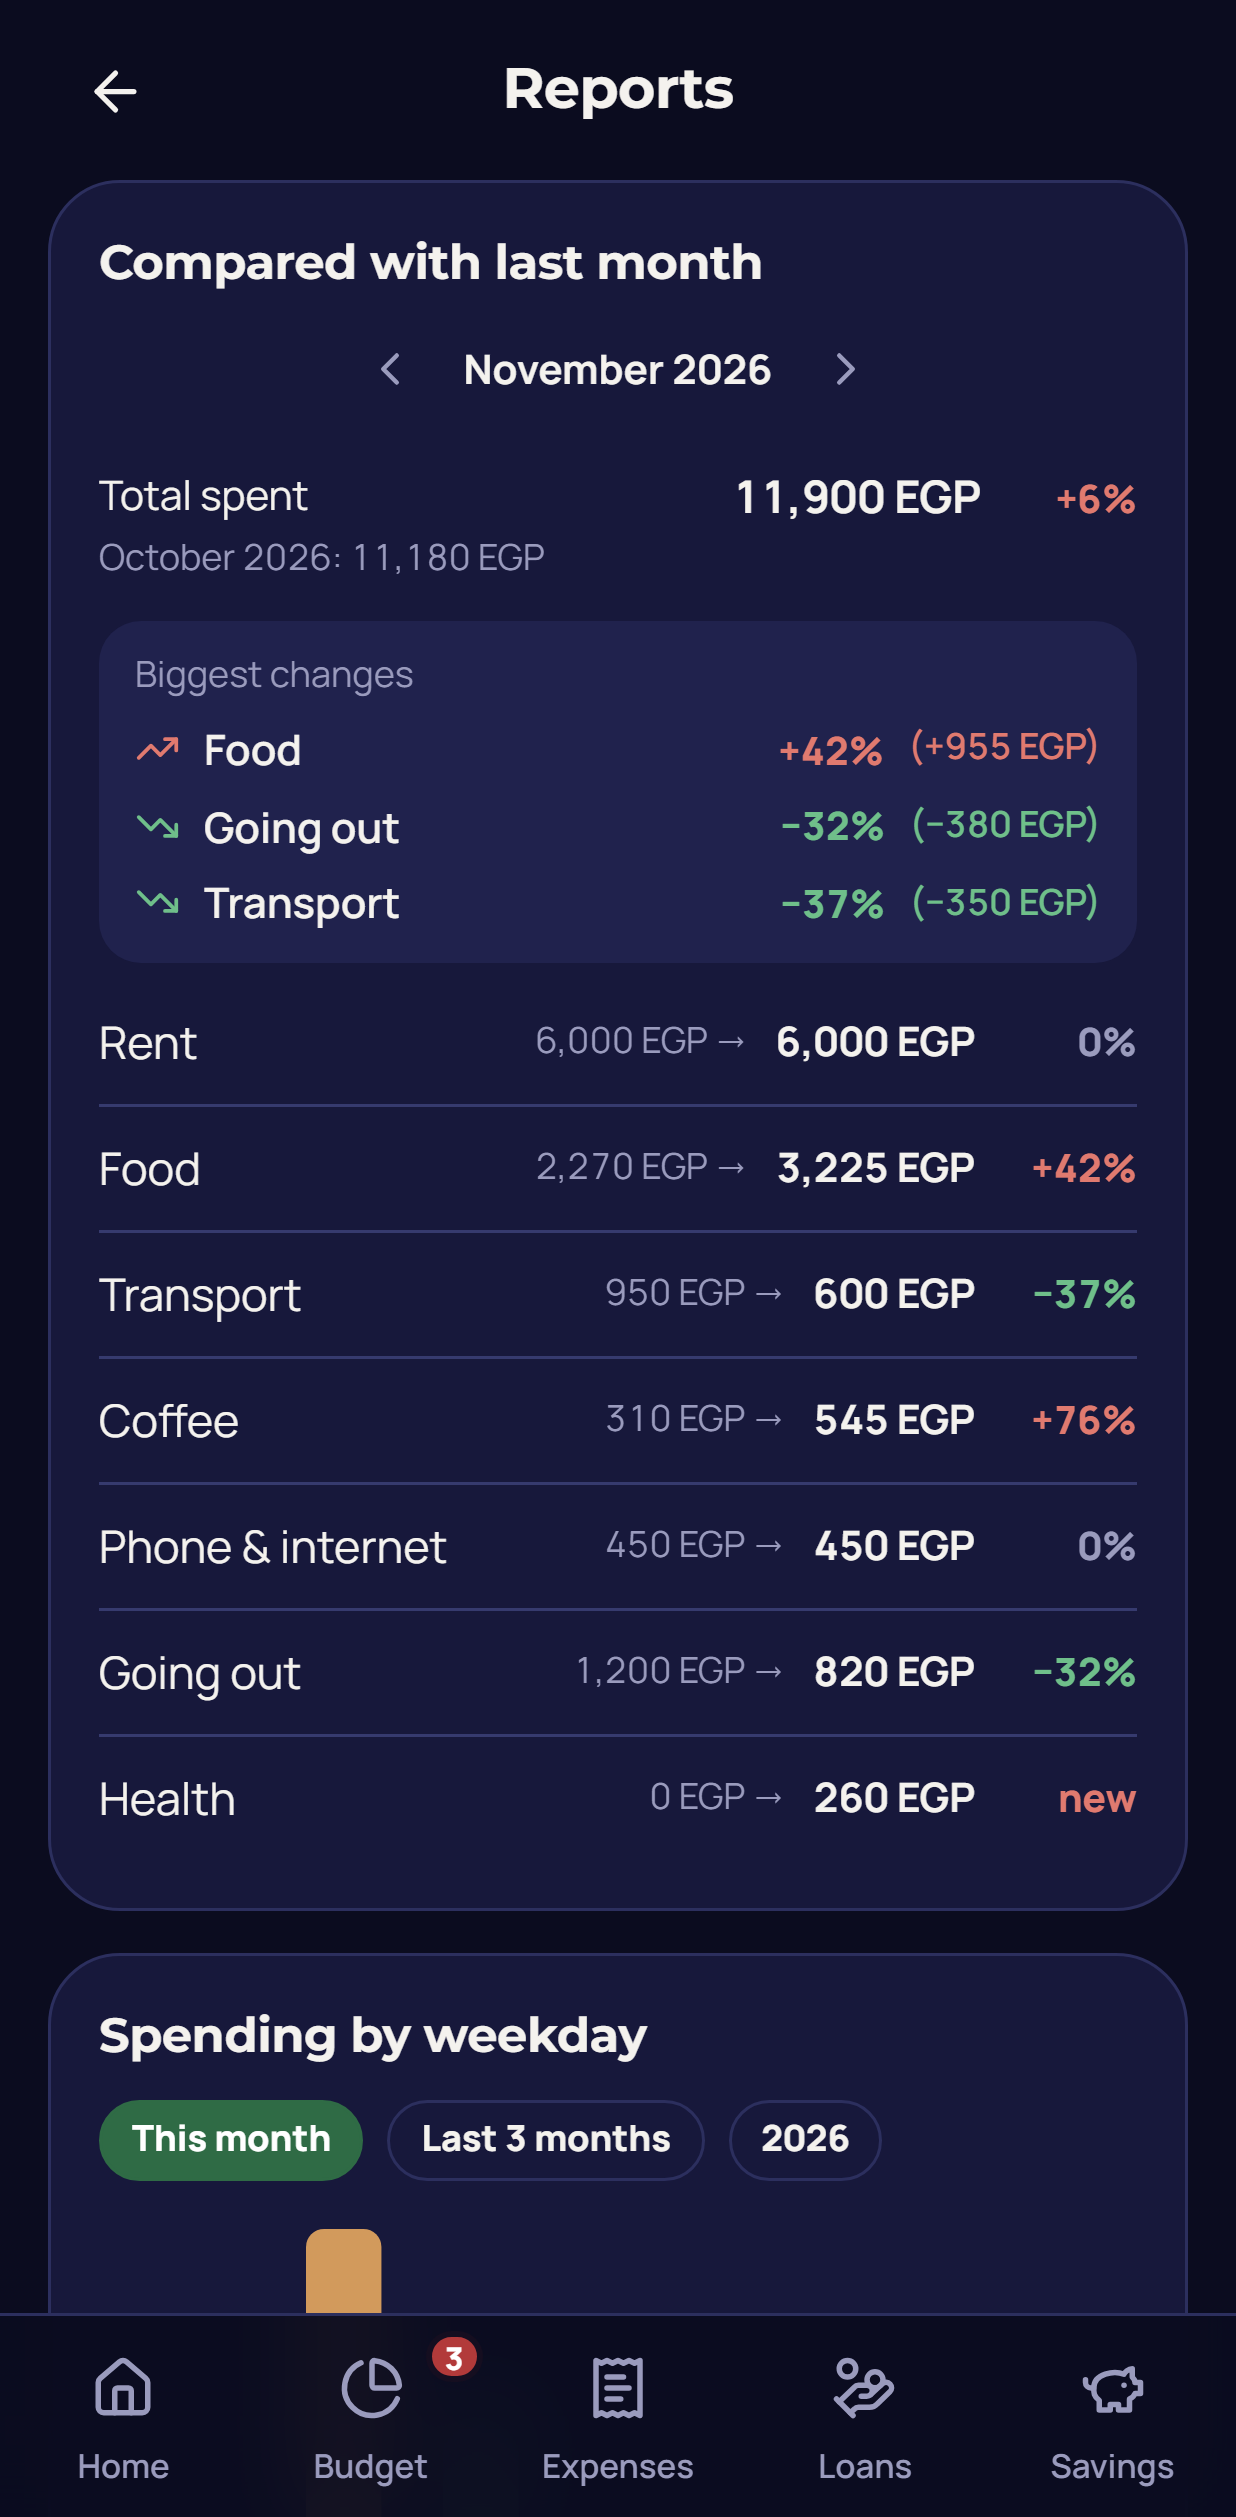 Reports
Compared with last month
November 2026
Total spent 11,900 EGP +6%
October 2026: 11,180 EGP
Biggest changes
Food +42% (+955 EGP)
Going out −32% (−380 EGP)
Transport −37% (−350 EGP)
Rent 6,000 EGP → 6,000 EGP 0%
Food 2,270 EGP → 3,225 EGP +42%
Transport 950 EGP → 600 EGP −37%
Coffee 310 EGP → 545 EGP +76%
Phone & internet 450 EGP → 450 EGP 0%
Going out 1,200 EGP → 820 EGP −32%
Health 0 EGP → 260 EGP new
Spending by weekday
This month Last 3 months 2026
3
Home Budget Expenses Loans Savings